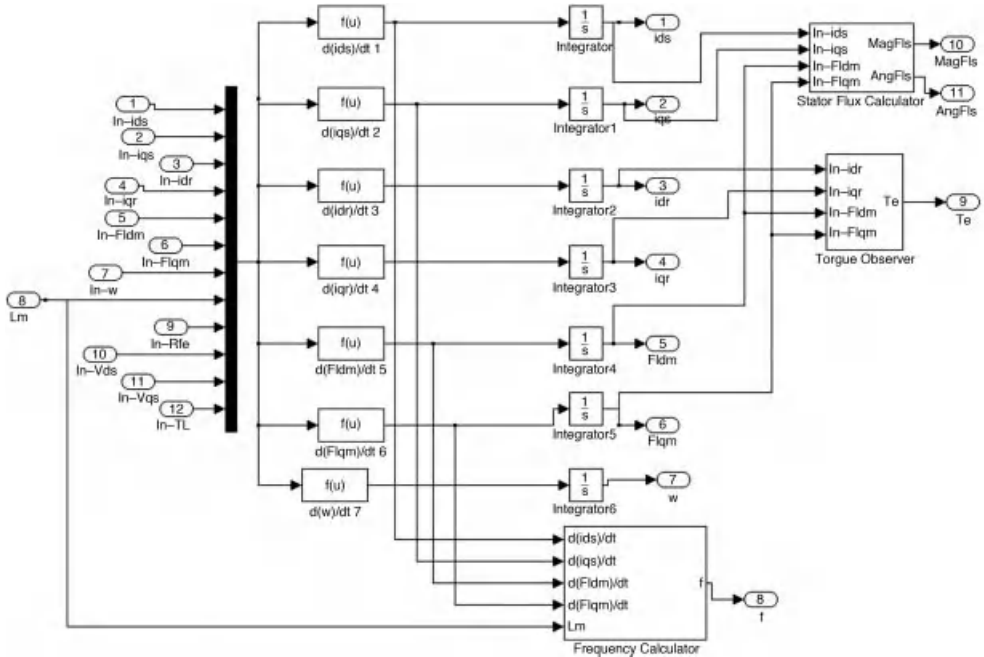 f(u)
d(ids)/dt 1
1
s
Integrator
1
ids
In-ids
In-iqs
In-Fldm
In-Flqm
MagFls
AngFls
Stator Flux Calculator
10
MagFls
11
AngFls
1
In-ids
2
In-iqs
3
In-idr
4
In-iqr
5
In-Fldm
6
In-Flqm
7
In-w
8
Lm
9
In-Rfe
10
In-Vds
11
In-Vqs
12
In-TL
f(u)
d(iqs)/dt 2
1
s
Integrator1
2
iqs
f(u)
d(idr)/dt 3
1
s
Integrator2
3
idr
In-idr
In-iqr
In-Fldm
In-Flqm
Te
Torgue Observer
9
Te
f(u)
d(iqr)/dt 4
1
s
Integrator3
4
iqr
f(u)
d(Fldm)/dt 5
1
s
Integrator4
5
Fldm
f(u)
d(Flqm)/dt 6
1
s
Integrator5
6
Flqm
f(u)
d(w)/dt 7
1
s
Integrator6
7
w
d(ids)/dt
d(iqs)/dt
d(Fldm)/dt
d(Flqm)/dt
Lm
f
Frequency Calculator
8
f